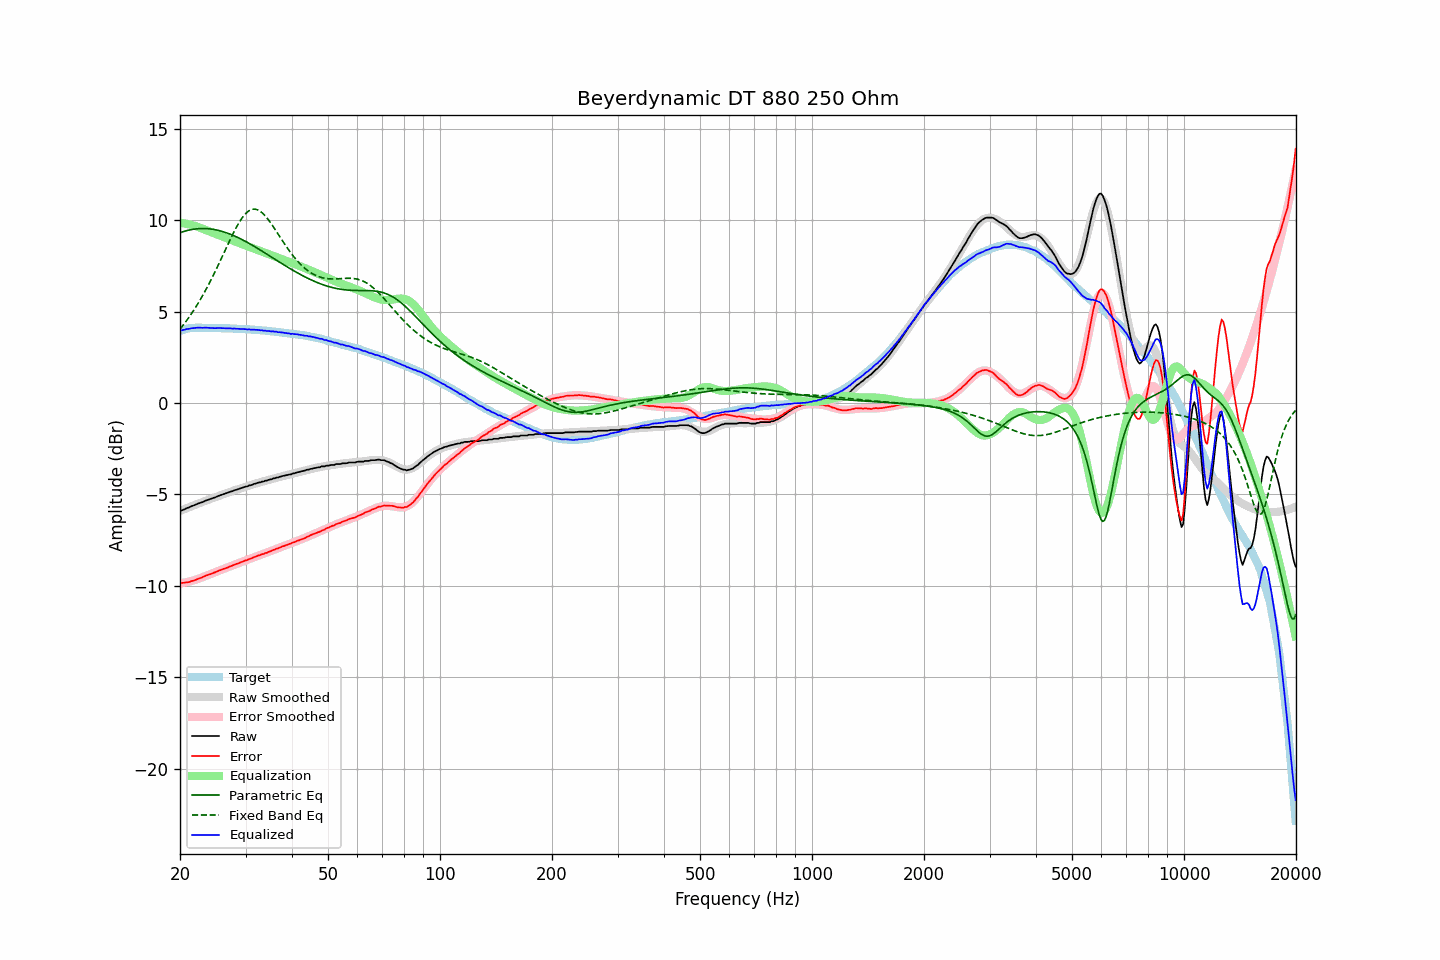 Beyerdynamic DT 880 250 Ohm
15
10
5
0
−5
−10
−15
−20
Amplitude (dBr)
Target
Raw Smoothed
Error Smoothed
Raw
Error
Equalization
Parametric Eq
Fixed Band Eq
Equalized
20 50 100 200 500 1000 2000 5000 10000 20000
Frequency (Hz)